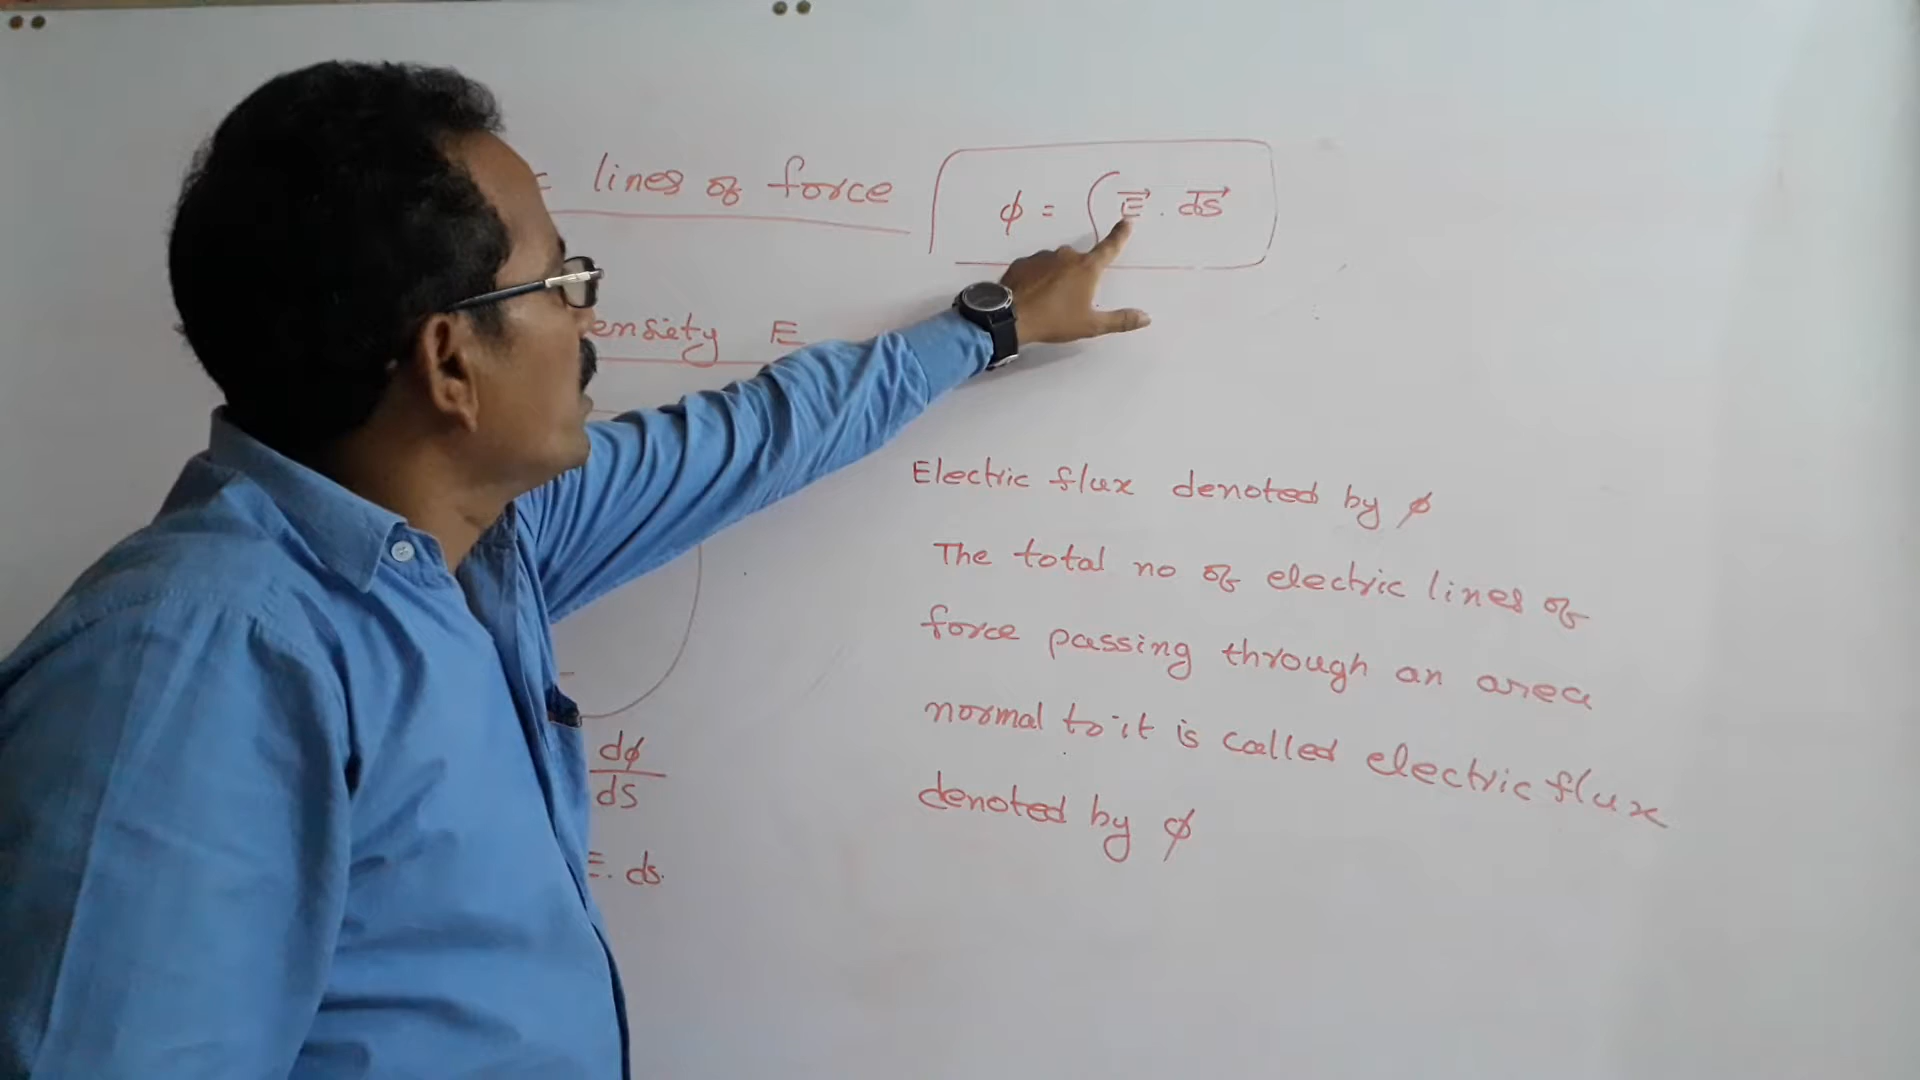 lines of force
ϕ = ∫ E⃗ . ds⃗
ensiety E
Electric flux denoted by ϕ
The total no of electric lines of
force passing through an area
normal to it is called electric flux
denoted by ϕ
dϕ
ds
E. ds.